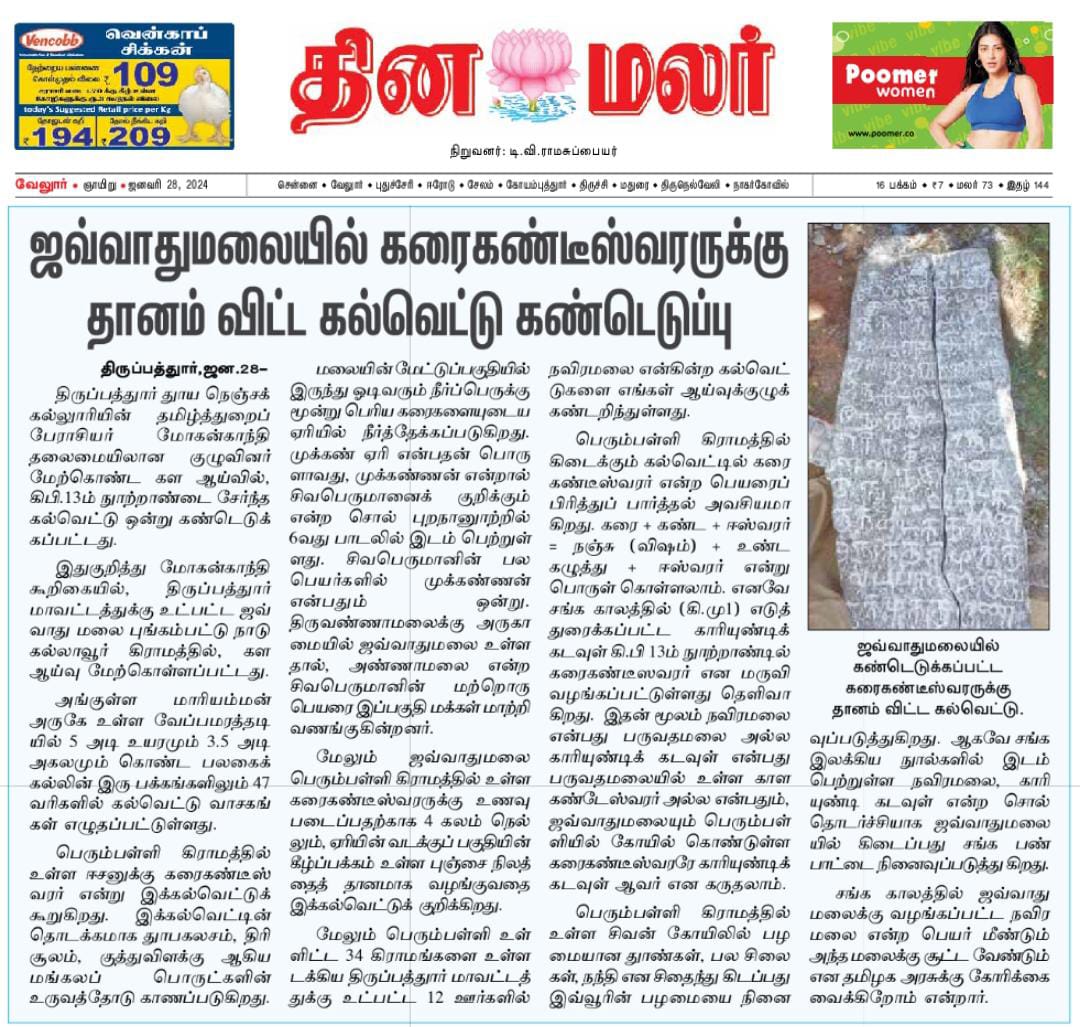 Vencobb
வென்காப்
சிக்கன்
நேற்றைய பண்ணை
கொள்முதல் விலை ₹ 109
today's Suggested Retail price per Kg
தோலுடன் கறி
₹194
தோல் நீக்கிய கறி
₹209
தின மலர்
நிறுவனர்: டி.வி.ராமசுப்பையர்
vibe
Poomer
women
www.poomer.co
வேலூர் • ஞாயிறு • ஜனவரி 28, 2024
சென்னை • வேலூர் • புதுச்சேரி • ஈரோடு • சேலம் • கோயம்புத்தூர் • திருச்சி • மதுரை • திருநெல்வேலி • நாகர்கோவில்
16 பக்கம் • ₹7 • மலர் 73 • இதழ் 144
ஜவ்வாதுமலையில் கரைகண்டீஸ்வரருக்கு
தானம் விட்ட கல்வெட்டு கண்டெடுப்பு
திருப்பத்தூர்,ஜன.28–
திருப்பத்தூர் தூய நெஞ்சக்
கல்லூரியின் தமிழ்த்துறைப்
பேராசியர் மோகன்காந்தி
தலைமையிலான குழுவினர்
மேற்கொண்ட கள ஆய்வில்,
கிபி.13ம் நூற்றாண்டை சேர்ந்த
கல்வெட்டு ஒன்று கண்டெடுக்
கப்பட்டது.
இதுகுறித்து மோகன்காந்தி
கூறிகையில், திருப்பத்தூர்
மாவட்டத்துக்கு உட்பட்ட ஜவ்
வாது மலை புங்கம்பட்டு நாடு
கல்லாவூர் கிராமத்தில், கள
ஆய்வு மேற்கொள்ளப்பட்டது.
அங்குள்ள மாரியம்மன்
அருகே உள்ள வேப்பமரத்தடி
யில் 5 அடி உயரமும் 3.5 அடி
அகலமும் கொண்ட பலகைக்
கல்லின் இரு பக்கங்களிலும் 47
வரிகளில் கல்வெட்டு வாசகங்
கள் எழுதப்பட்டுள்ளது.
பெரும்பள்ளி கிராமத்தில்
உள்ள ஈசனுக்கு கரைகண்டீஸ்
வரர் என்று இக்கல்வெட்டுக்
கூறுகிறது. இக்கல்வெட்டின்
தொடக்கமாக தூபகலசம், திரி
சூலம், குத்துவிளக்கு ஆகிய
மங்கலப் பொருட்களின்
உருவத்தோடு காணப்படுகிறது.
மலையின் மேட்டுப்பகுதியில்
இருந்து ஓடிவரும் நீர்ப்பெருக்கு
மூன்று பெரிய கரைகளையுடைய
ஏரியில் நீர்த்தேக்கப்படுகிறது.
முக்கண் ஏரி என்பதன் பொரு
ளாவது, முக்கண்ணன் என்றால்
சிவபெருமானைக் குறிக்கும்
என்ற சொல் புறநானூற்றில்
6வது பாடலில் இடம் பெற்றுள்
ளது. சிவபெருமானின் பல
பெயர்களில் முக்கண்ணன்
என்பதும் ஒன்று.
திருவண்ணாமலைக்கு அருகா
மையில் ஜவ்வாதுமலை உள்ள
தால், அண்ணாமலை என்ற
சிவபெருமானின் மற்றொரு
பெயரை இப்பகுதி மக்கள் மாற்றி
வணங்குகின்றனர்.
மேலும் ஜவ்வாதுமலை
பெரும்பள்ளி கிராமத்தில் உள்ள
கரைகண்டீஸ்வரருக்கு உணவு
படைப்பதற்காக 4 கலம் நெல்
லும், ஏரியின் வடக்குப் பகுதியின்
கீழ்ப்பக்கம் உள்ள புஞ்சை நிலத்
தைத் தானமாக வழங்குவதை
இக்கல்வெட்டுக் குறிக்கிறது.
மேலும் பெரும்பள்ளி உள்
ளிட்ட 34 கிராமங்களை உள்ள
டக்கிய திருப்பத்தூர் மாவட்டத்
துக்கு உட்பட்ட 12 ஊர்களில்
நவிரமலை என்கின்ற கல்வெட்
டுகளை எங்கள் ஆய்வுக்குழுக்
கண்டறிந்துள்ளது.
பெரும்பள்ளி கிராமத்தில்
கிடைக்கும் கல்வெட்டில் கரை
கண்டீஸ்வரர் என்ற பெயரைப்
பிரித்துப் பார்த்தல் அவசியமா
கிறது. கரை + கண்ட + ஈஸ்வரர்
= நஞ்சு (விஷம்) + உண்ட
கழுத்து + ஈஸ்வரர் என்று
பொருள் கொள்ளலாம். எனவே
சங்க காலத்தில் (கி.மு1) எடுத்
துரைக்கப்பட்ட காரியுண்டிக்
கடவுள் கி.பி 13ம் நூற்றாண்டில்
கரைகண்டீஸவரர் என மருவி
வழங்கப்பட்டுள்ளது தெளிவா
கிறது. இதன் மூலம் நவிரமலை
என்பது பருவதமலை அல்ல
காரியுண்டிக் கடவுள் என்பது
பருவதமலையில் உள்ள காள
கண்டேஸ்வரர் அல்ல என்பதும்,
ஜவ்வாதுமலையும் பெரும்பள்
ளியில் கோயில் கொண்டுள்ள
கரைகண்டீஸ்வரரே காரியுண்டிக்
கடவுள் ஆவர் என கருதலாம்.
பெரும்பள்ளி கிராமத்தில்
உள்ள சிவன் கோயிலில் பழ
மையான தூண்கள், பல சிலை
கள், நந்தி என சிதைந்து கிடப்பது
இவ்வூரின் பழமையை நினை
ஜவ்வாதுமலையில்
கண்டெடுக்கப்பட்ட
கரைகண்டீஸ்வரருக்கு
தானம் விட்ட கல்வெட்டு.
வுப்படுத்துகிறது. ஆகவே சங்க
இலக்கிய நூல்களில் இடம்
பெற்றுள்ள நவிரமலை, காரி
யுண்டி கடவுள் என்ற சொல்
தொடர்ச்சியாக ஜவ்வாதுமலை
யில் கிடைப்பது சங்க பண்
பாட்டை நினைவுப்படுத்து கிறது.
சங்க காலத்தில் ஜவ்வாது
மலைக்கு வழங்கப்பட்ட நவிர
மலை என்ற பெயர் மீண்டும்
அந்த மலைக்கு சூட்ட வேண்டும்
என தமிழக அரசுக்கு கோரிக்கை
வைக்கிறோம் என்றார்.